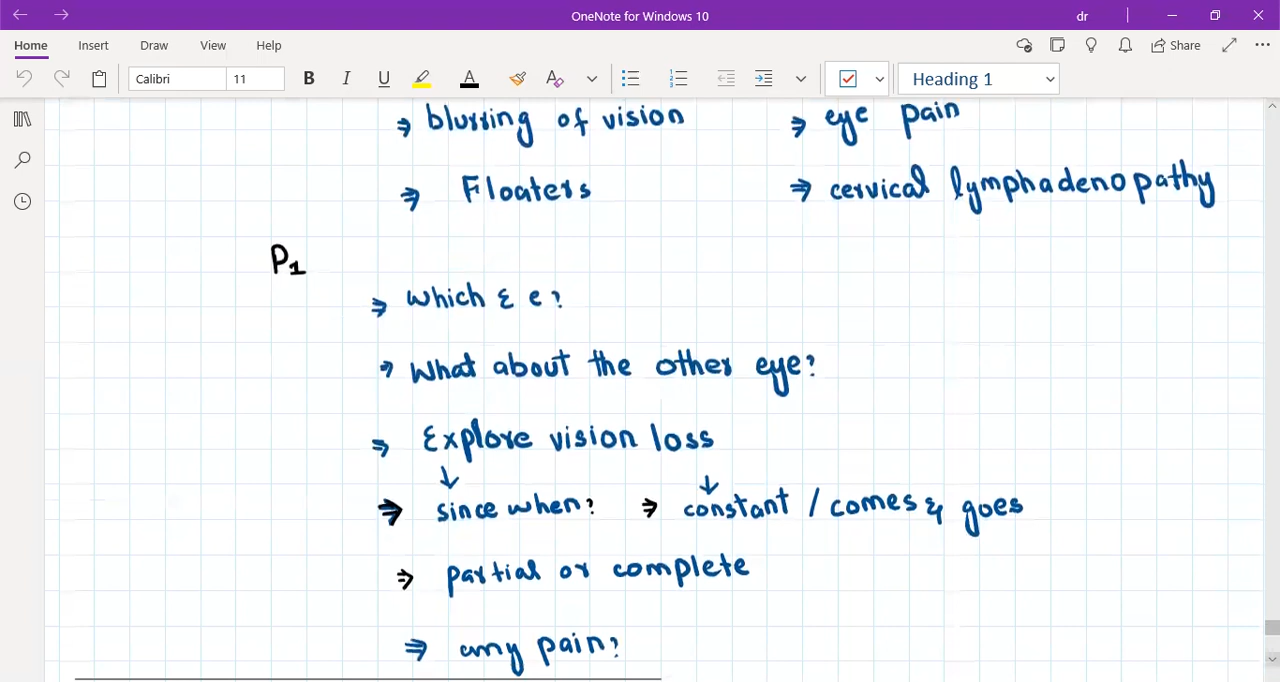 OneNote for Windows 10
dr
Home Insert Draw View Help
Share
Calibri 11 B I U A A Heading 1
⇒ blurring of vision ⇒ eye pain
⇒ Floaters ⇒ cervical lymphadenopathy
P1
⇒ which Ɛ e?
⇒ What about the other eye?
⇒ Explore vision loss
↓ ↓
⇒ since when? ⇒ constant / comes & goes
⇒ partial or complete
⇒ any pain?